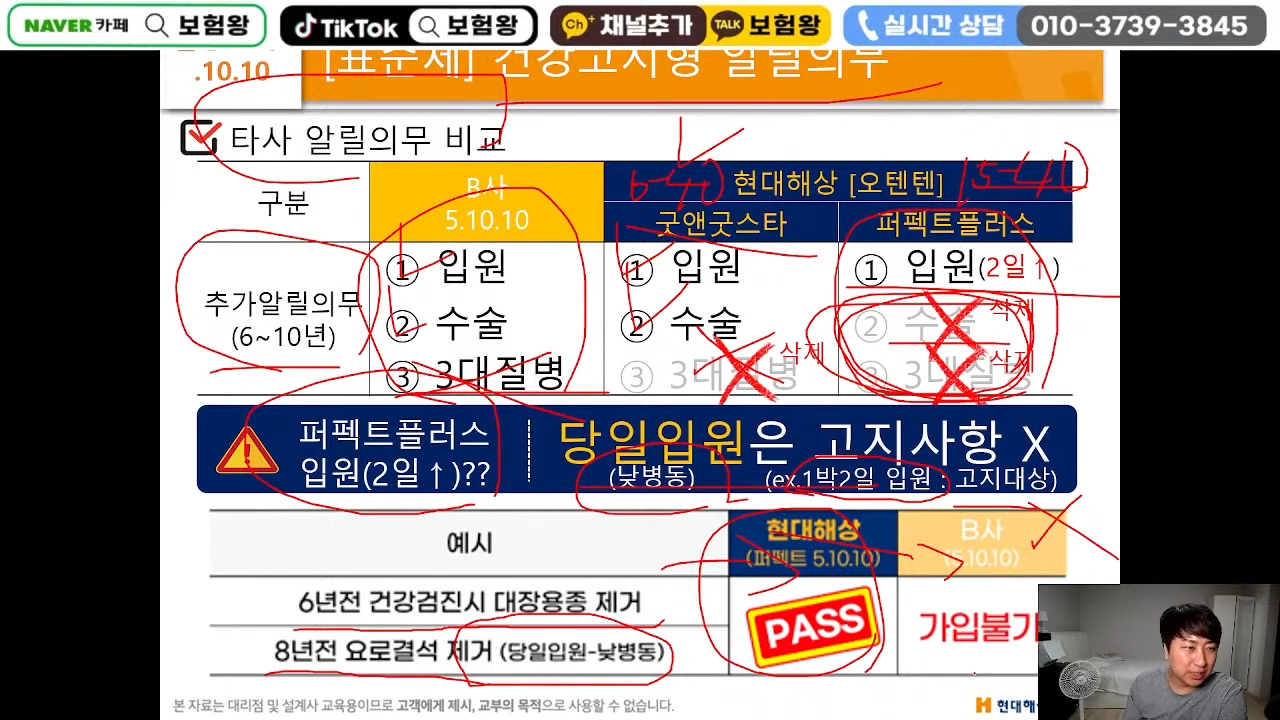 NAVER 카페 보험왕 TikTok 보험왕 Ch+ 채널추가 TALK 보험왕 실시간 상담 010-3739-3845
.10.10 [표준체] 건강고지형 알릴의무
타사 알릴의무 비교
구분 B사 5.10.10 현대해상 [오텐텐]
굿앤굿스타 퍼펙트플러스
6-40 15-40
추가알릴의무 (6~10년)
① 입원 ① 입원 ① 입원(2일↑)
② 수술 ② 수술 ② 수술 삭제
③ 3대질병 ③ 3대질병 삭제 ③ 3대질병 삭제
퍼펙트플러스 당일입원은 고지사항 X
입원(2일↑)?? (낮병동) (ex.1박2일 입원 : 고지대상)
예시 현대해상 (퍼펙트 5.10.10) B사 (5.10.10)
6년전 건강검진시 대장용종 제거
PASS 가입불가
8년전 요로결석 제거 (당일입원-낮병동)
본 자료는 대리점 및 설계사 교육용이므로 고객에게 제시, 교부의 목적으로 사용할 수 없습니다. 현대해